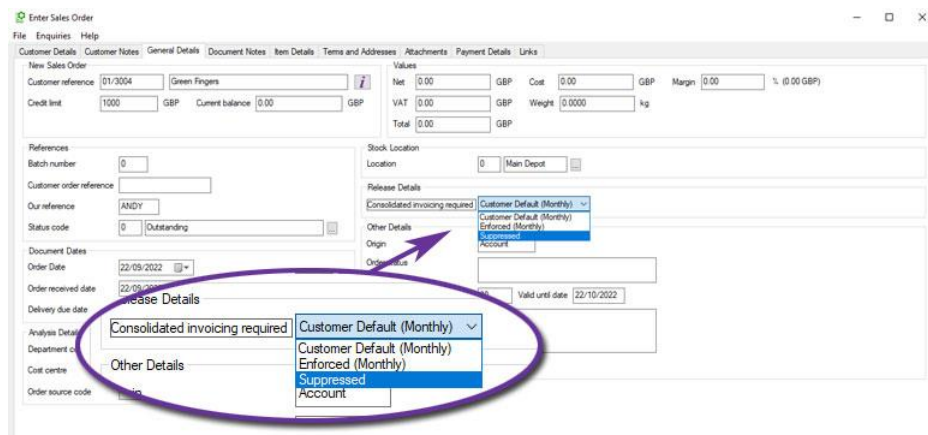 Enter Sales Order
File Enquiries Help
Customer Details Customer Notes General Details Document Notes Item Details Terms and Addresses Attachments Payment Details Links
New Sales Order
Customer reference 01/3004 Green Fingers i
Credit limit 1000 GBP Current balance 0.00 GBP
Values
Net 0.00 GBP Cost 0.00 GBP Margin 0.00 % (0.00 GBP)
VAT 0.00 GBP Weight 0.0000 kg
Total 0.00 GBP
References
Batch number 0
Customer order reference
Our reference ANDY
Status code 0 Outstanding ...
Stock Location
Location 0 Main Depot ...
Release Details
Consolidated invoicing required Customer Default (Monthly)
Customer Default (Monthly)
Enforced (Monthly)
Suppressed
Other Details
Origin Account
Order status
Valid until date 22/10/2022
Document Dates
Order Date 22/09/2022
Order received date 22/09/202
Delivery due date
Analysis Detai
Department co
Cost centre
Order source code
lease Details
Consolidated invoicing required Customer Default (Monthly)
Customer Default (Monthly)
Enforced (Monthly)
Suppressed
Other Details
Account